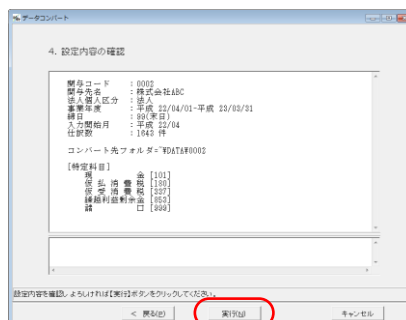 データコンバート
4. 設定内容の確認
関与コード : 0002
関与先名 : 株式会社ABC
法人個人区分 : 法人
事業年度 : 平成 22/04/01-平成 23/03/31
締日 : 99(末日)
入力開始月 : 平成 22/04
仕訳数 : 1643 件
コンバート先フォルダ=¥DATA¥0002
[特定科目]
現 金 [101]
仮 払 消 費 税 [180]
仮 受 消 費 税 [337]
繰越利益剰余金 [853]
諸 口 [999]
設定内容を確認し、よろしければ【実行】ボタンをクリックしてください。
< 戻る(P)
実行(N)
キャンセル